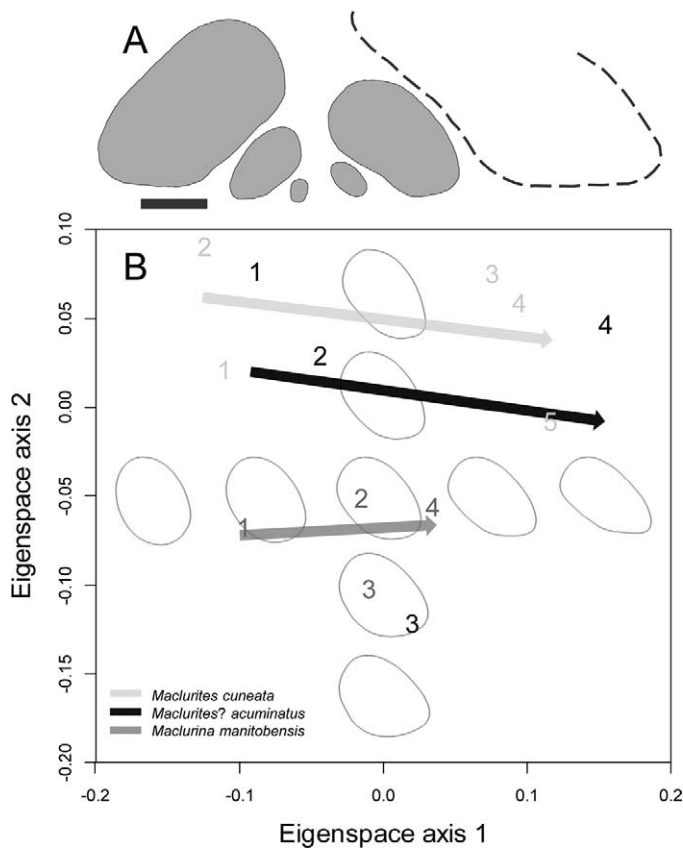 A
B
0.10
0.05
0.00
-0.05
-0.10
-0.15
-0.20
Eigenspace axis 2
2
1
3
4
4
2
1
5
2
4
1
3
3
Maclurites cuneata
Maclurites? acuminatus
Maclurina manitobensis
-0.2 -0.1 0.0 0.1 0.2
Eigenspace axis 1